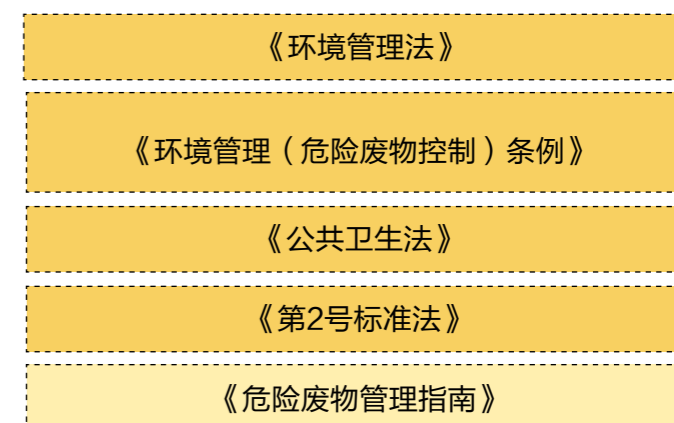 《环境管理法》
《环境管理（危险废物控制）条例》
《公共卫生法》
《第2号标准法》
《危险废物管理指南》